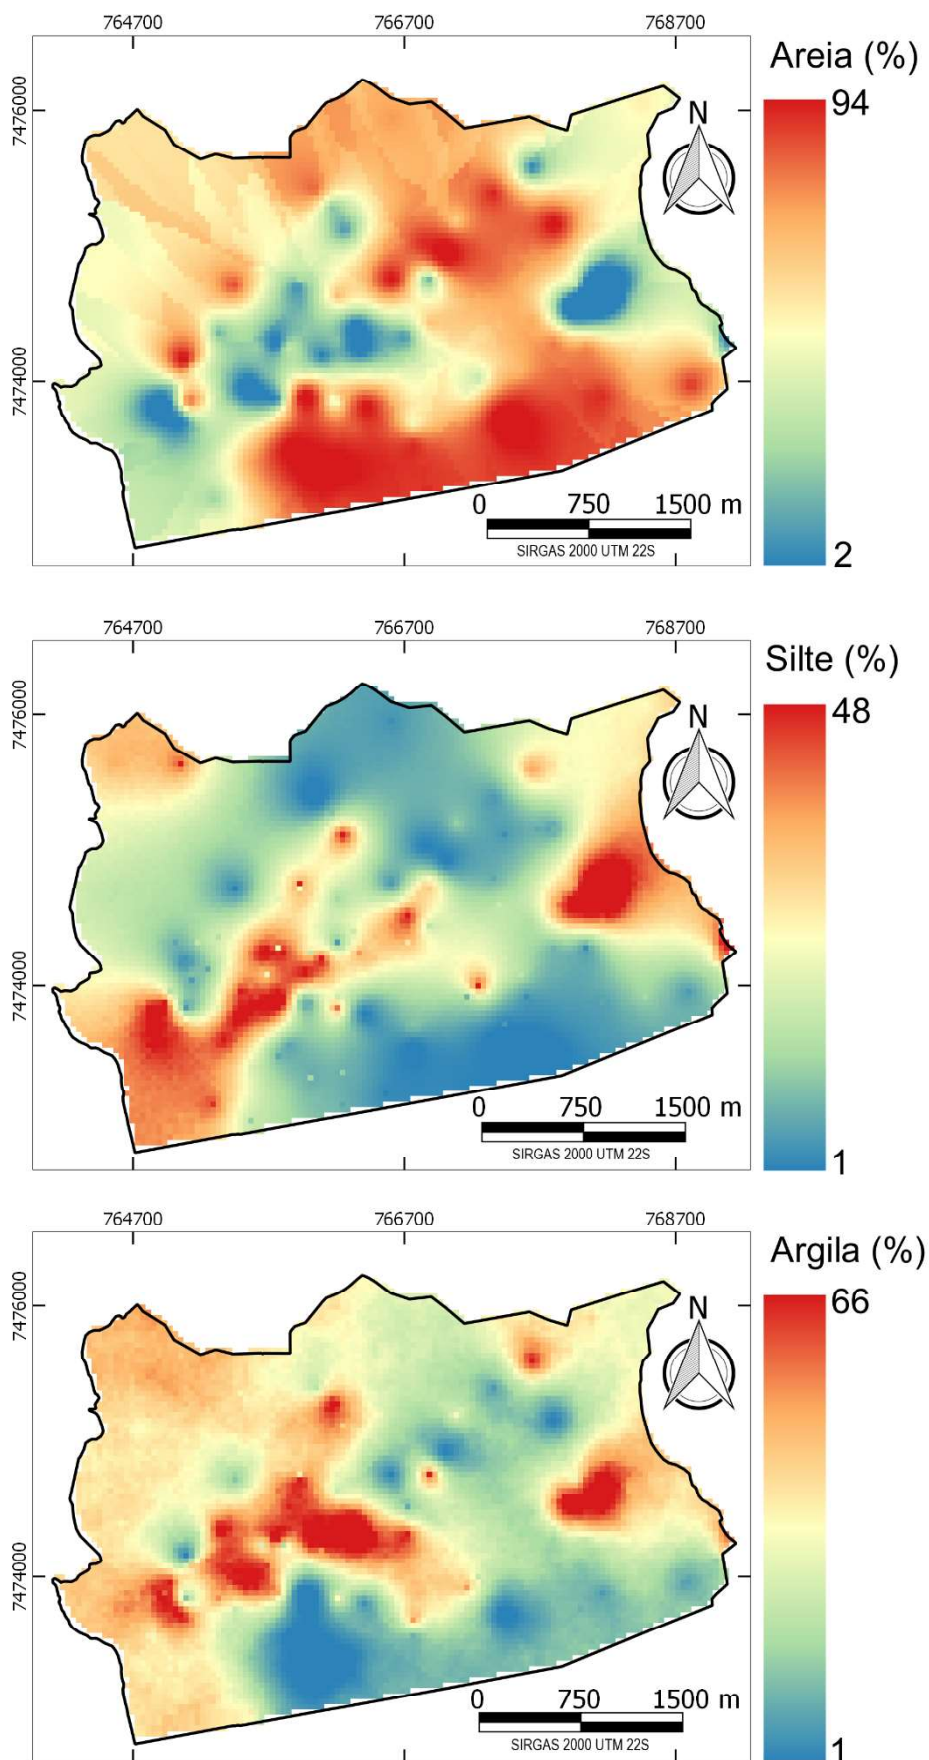 764700 766700 768700
Areia (%)
94
7476000
N
7474000
0 750 1500 m
SIRGAS 2000 UTM 22S
2
764700 766700 768700
Silte (%)
48
7476000
N
7474000
0 750 1500 m
SIRGAS 2000 UTM 22S
1
764700 766700 768700
Argila (%)
66
7476000
N
7474000
0 750 1500 m
SIRGAS 2000 UTM 22S
1